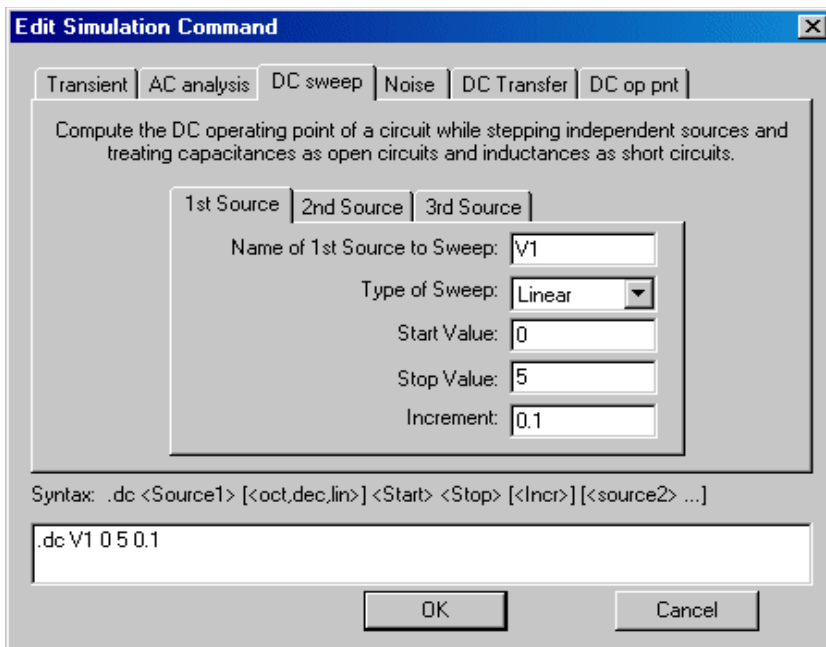 Edit Simulation Command
Transient AC analysis DC sweep Noise DC Transfer DC op pnt
Compute the DC operating point of a circuit while stepping independent sources and
treating capacitances as open circuits and inductances as short circuits.
1st Source 2nd Source 3rd Source
Name of 1st Source to Sweep: V1
Type of Sweep: Linear
Start Value: 0
Stop Value: 5
Increment: 0.1
Syntax: .dc <Source1> [<oct,dec,lin>] <Start> <Stop> [<Incr>] [<source2> ...]
.dc V1 0 5 0.1
OK Cancel